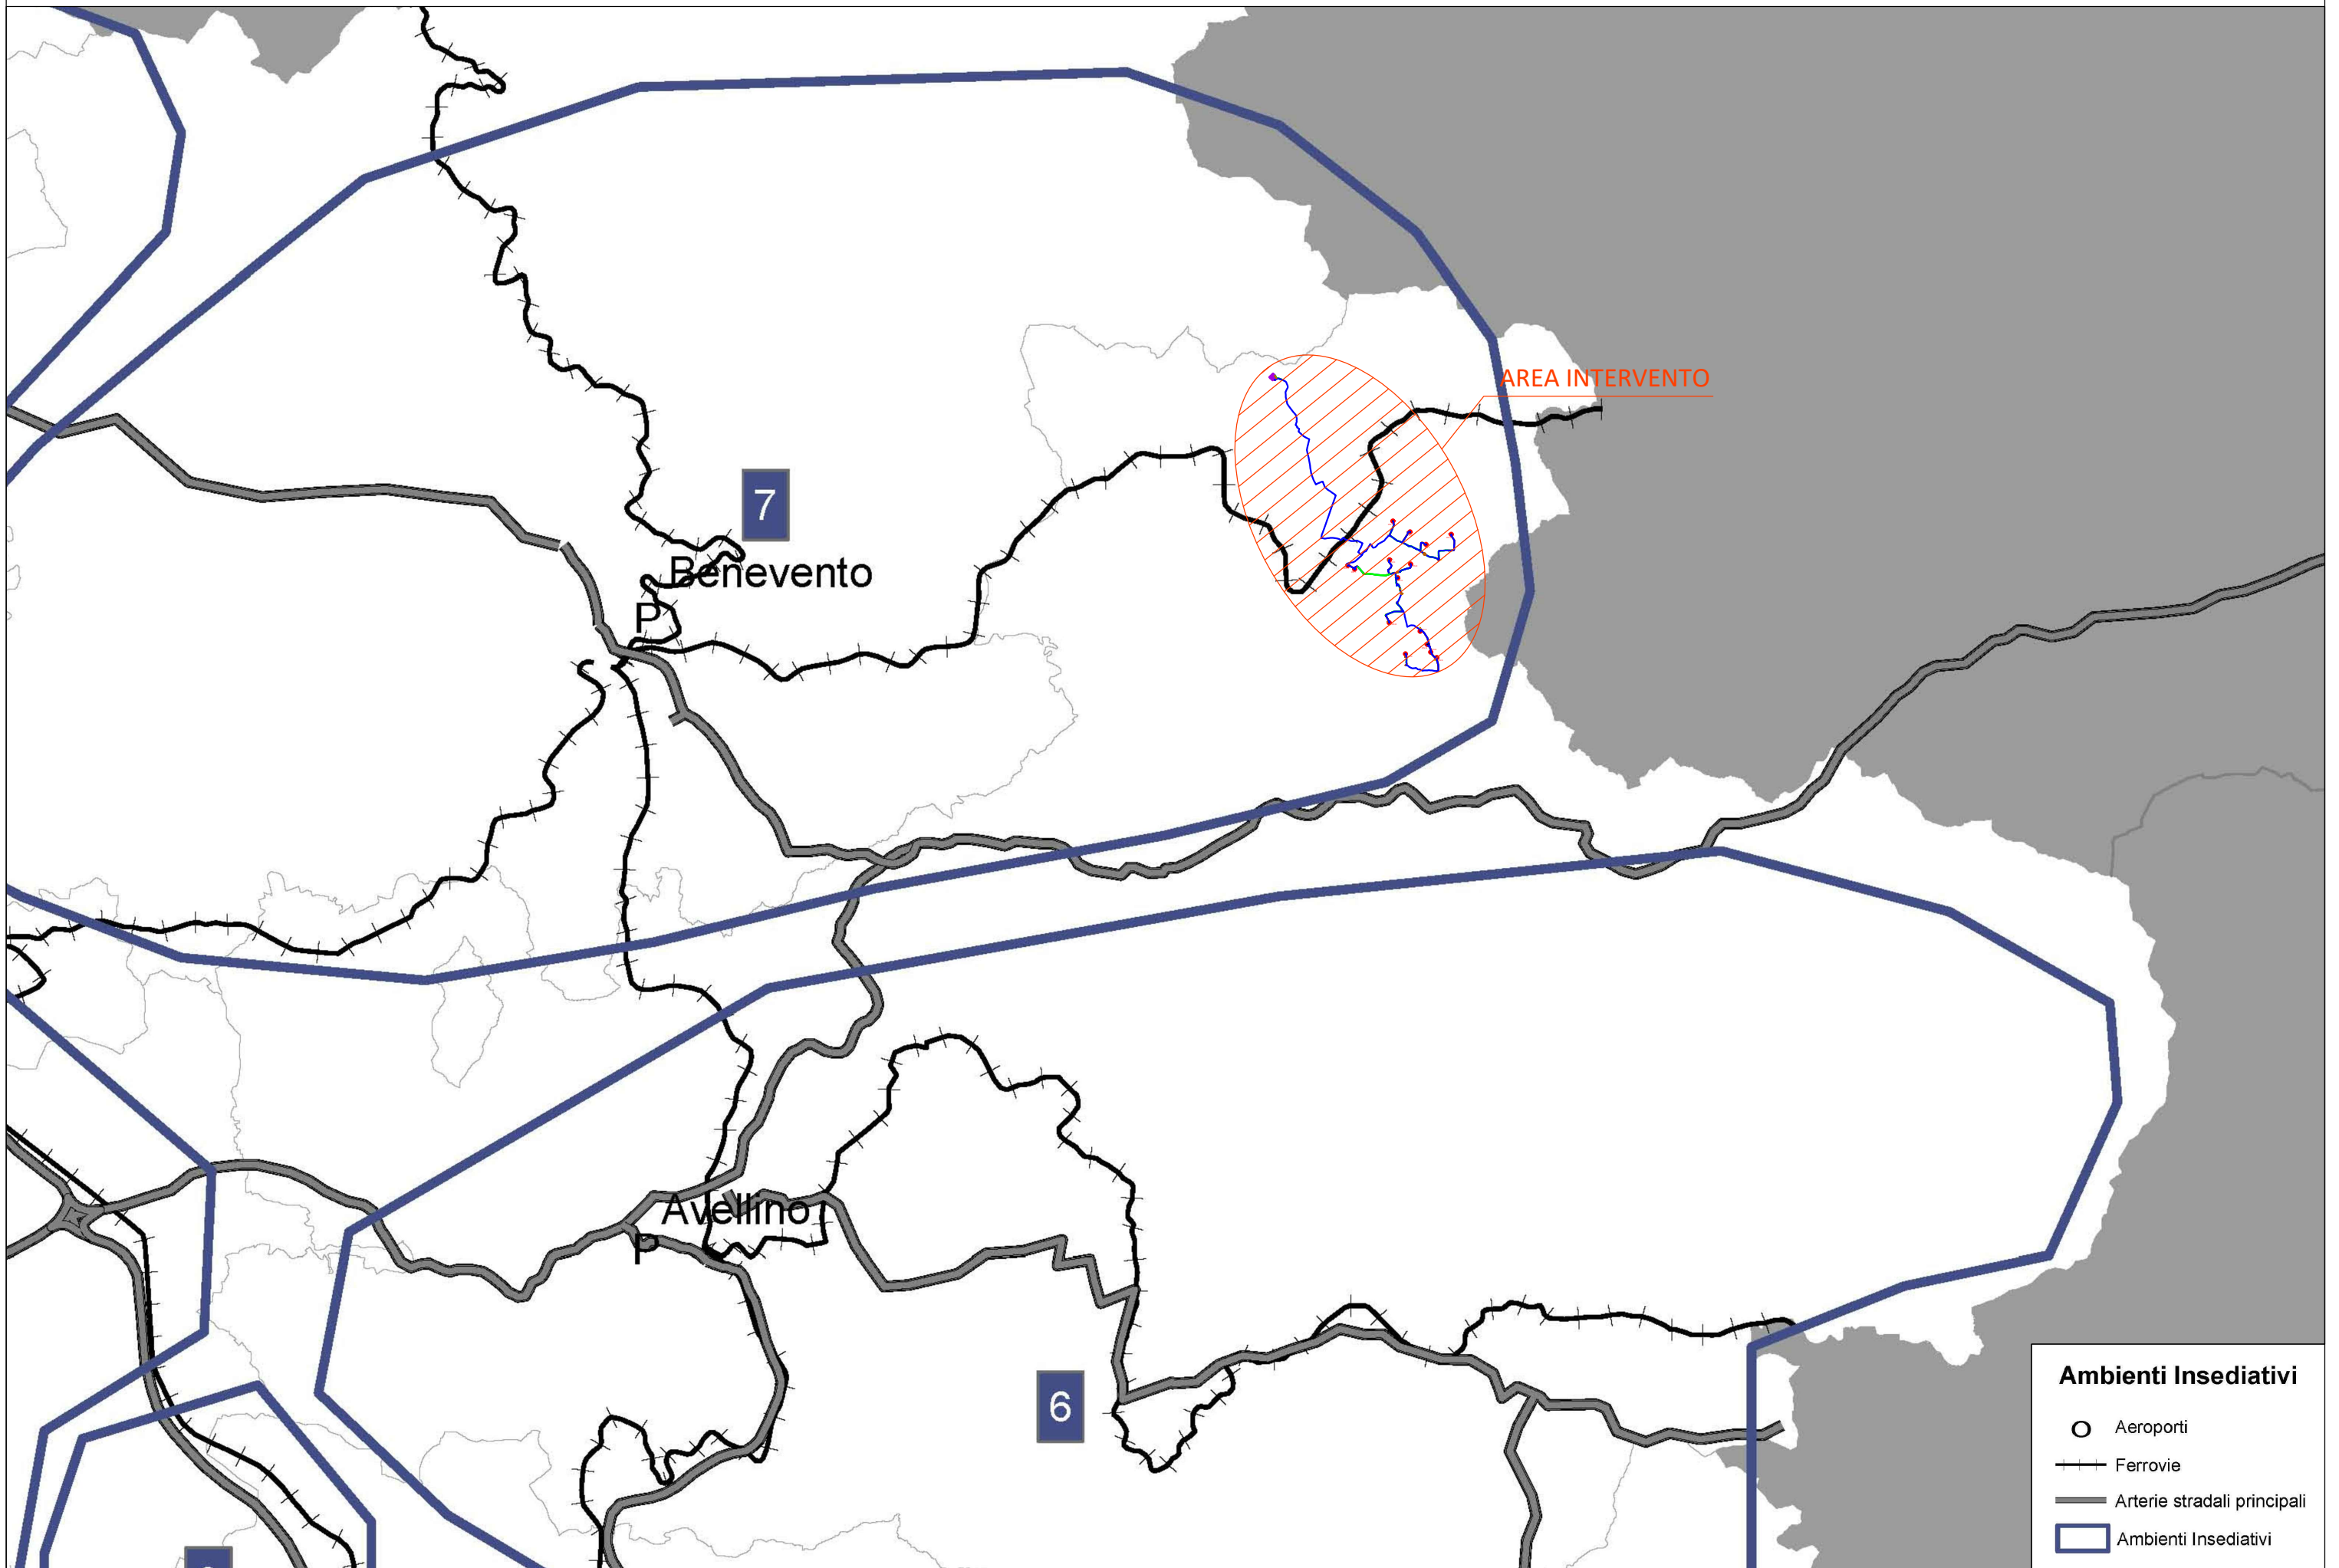 AREA INTERVENTO
7
Benevento
P
Avellino
P
6
Ambienti Insediativi
O Aeroporti
Ferrovie
Arterie stradali principali
Ambienti Insediativi